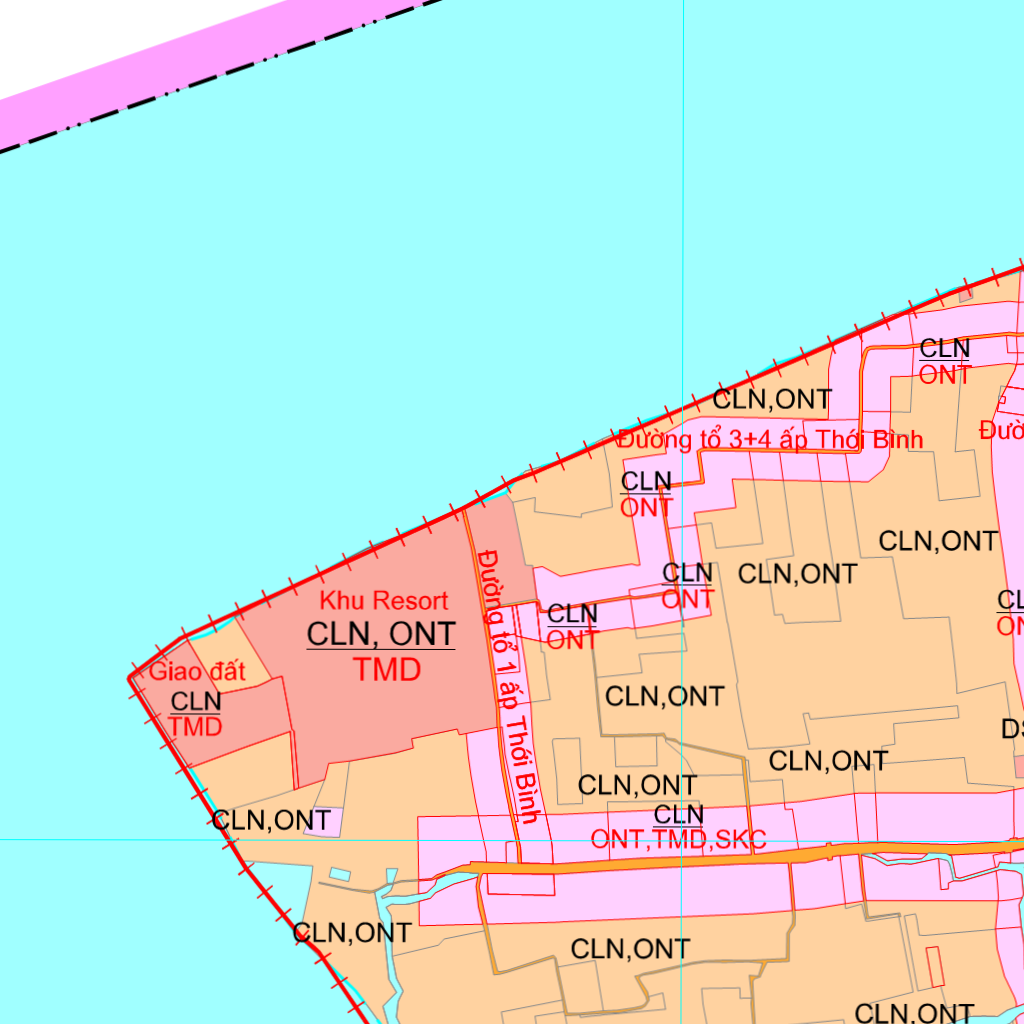 CLN
ONT
CLN,ONT
Đường tổ 3+4 ấp Thới Bình
CLN
ONT
CLN,ONT
CLN
ONT
CLN,ONT
Khu Resort
CLN, ONT
TMD
CLN
ONT
Đường tổ 1 ấp Thới Bình
Giao đất
CLN
TMD
CLN,ONT
CLN,ONT
CLN,ONT
CLN
ONT,TMD,SKC
CLN,ONT
CLN,ONT
CLN,ONT
CLN,ONT